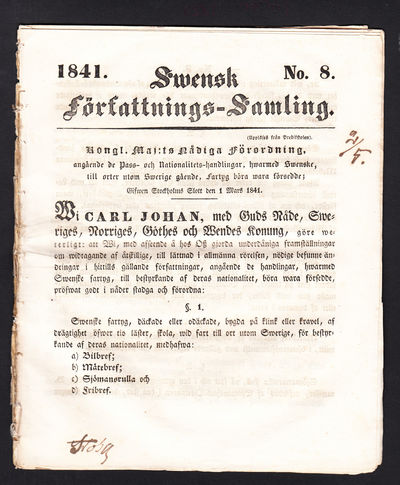 1841.
No. 8.
Swensk
Författnings-Samling.
(Uppläses från Predikstolen).
Kongl. Maj:ts Nådiga Förordning,
angående de Pass- och Nationalitets-handlingar, hwarmed Swenske,
till orter utom Swerige gående, fartyg böra wara försedde;
Gifwen Stockholms Slott den 1 Mars 1841.
Wi CARL JOHAN, med Guds Nåde, Swe-
riges, Norriges, Göthes och Wendes Konung, göre we-
terligt: att Wi, med afseende å hos Oß gjorda underdåniga framställningar
om widtagande af åtskillige, till lättnad i allmänna rörelsen, nödige befunne än-
dringar i hittills gällande författningar, angående de handlingar, hwarmed
Swenske fartyg, till bestyrkande af deras nationalitet, böra wara försedde,
pröfwat godt i nåder stadga och förordna:
§. 1.
Swenske fartyg, däckade eller odäckade, bygda på klink eller krawel, af
drägtighet öfwer tio läster, skola, wid fart till ort utom Swerige, för bestyr-
kande af deras nationalitet, medhafwa:
a) Bilbref;
b) Mätebref;
c) Sjömansrulla och
d) Fribref.